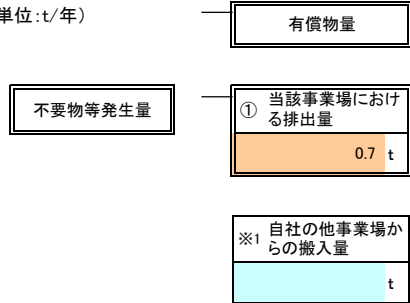 単位:t/年)
有償物量
不要物等発生量
① 当該事業場におけ
る排出量
0.7 t
※1 自社の他事業場か
らの搬入量
t